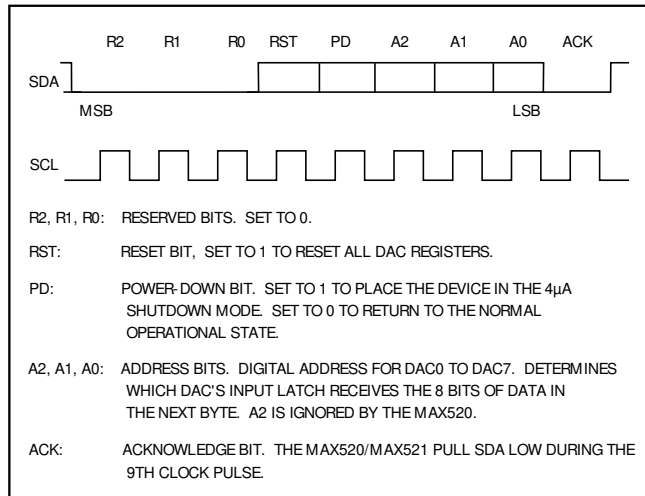 R2 R1 R0 RST PD A2 A1 A0 ACK
SDA
MSB LSB
SCL
R2, R1, R0: RESERVED BITS. SET TO 0.
RST: RESET BIT, SET TO 1 TO RESET ALL DAC REGISTERS.
PD: POWER-DOWN BIT. SET TO 1 TO PLACE THE DEVICE IN THE 4µA
SHUTDOWN MODE. SET TO 0 TO RETURN TO THE NORMAL
OPERATIONAL STATE.
A2, A1, A0: ADDRESS BITS. DIGITAL ADDRESS FOR DAC0 TO DAC7. DETERMINES
WHICH DAC'S INPUT LATCH RECEIVES THE 8 BITS OF DATA IN
THE NEXT BYTE. A2 IS IGNORED BY THE MAX520.
ACK: ACKNOWLEDGE BIT. THE MAX520/MAX521 PULL SDA LOW DURING THE
9TH CLOCK PULSE.